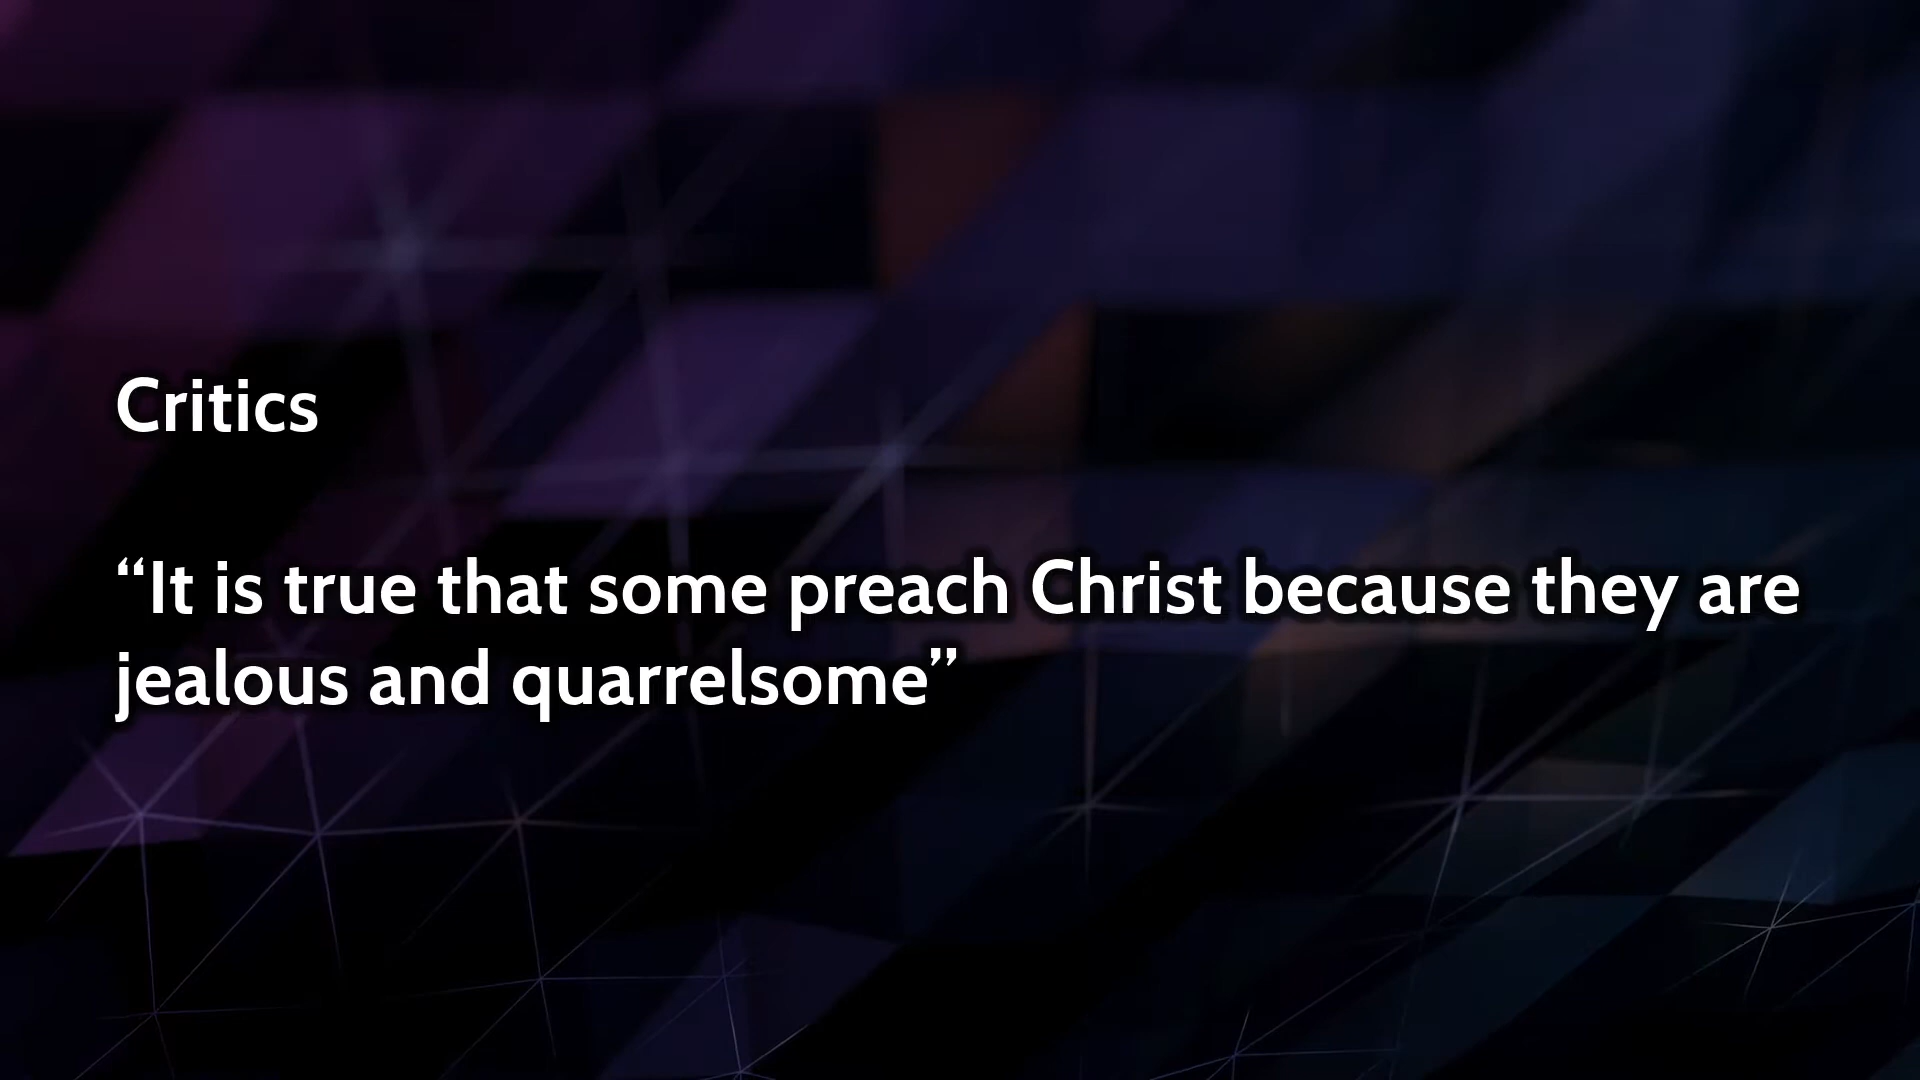 Critics
“It is true that some preach Christ because they are
jealous and quarrelsome”